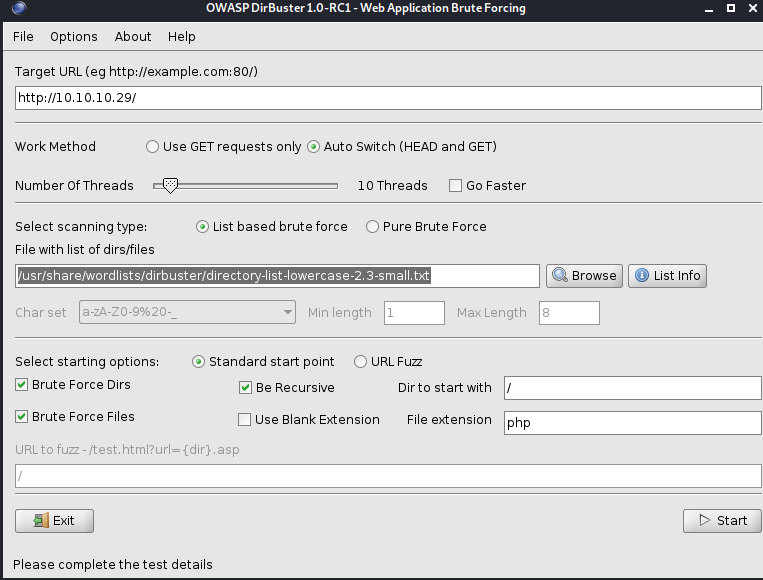 OWASP DirBuster 1.0-RC1 - Web Application Brute Forcing
File Options About Help
Target URL (eg http://example.com:80/)
http://10.10.10.29/
Work Method Use GET requests only Auto Switch (HEAD and GET)
Number Of Threads 10 Threads Go Faster
Select scanning type: List based brute force Pure Brute Force
File with list of dirs/files
/usr/share/wordlists/dirbuster/directory-list-lowercase-2.3-small.txt Browse List Info
Char set a-zA-Z0-9%20-_ Min length 1 Max Length 8
Select starting options: Standard start point URL Fuzz
Brute Force Dirs Be Recursive Dir to start with /
Brute Force Files Use Blank Extension File extension php
URL to fuzz - /test.html?url={dir}.asp
/
Exit Start
Please complete the test details